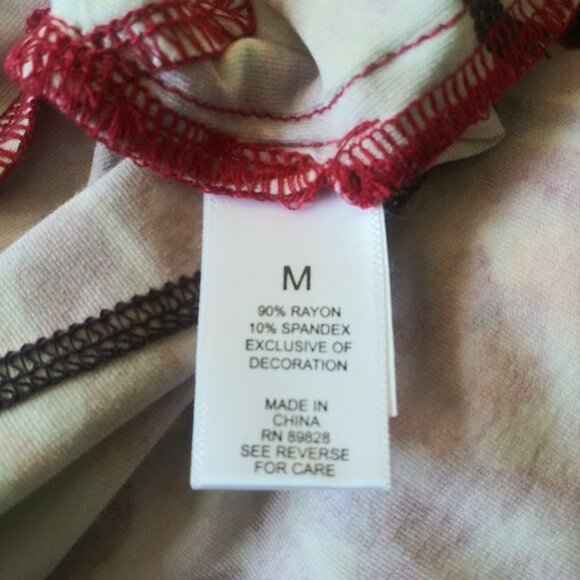 M
90% RAYON
10% SPANDEX
EXCLUSIVE OF
DECORATION
MADE IN
CHINA
RN 89828
SEE REVERSE
FOR CARE